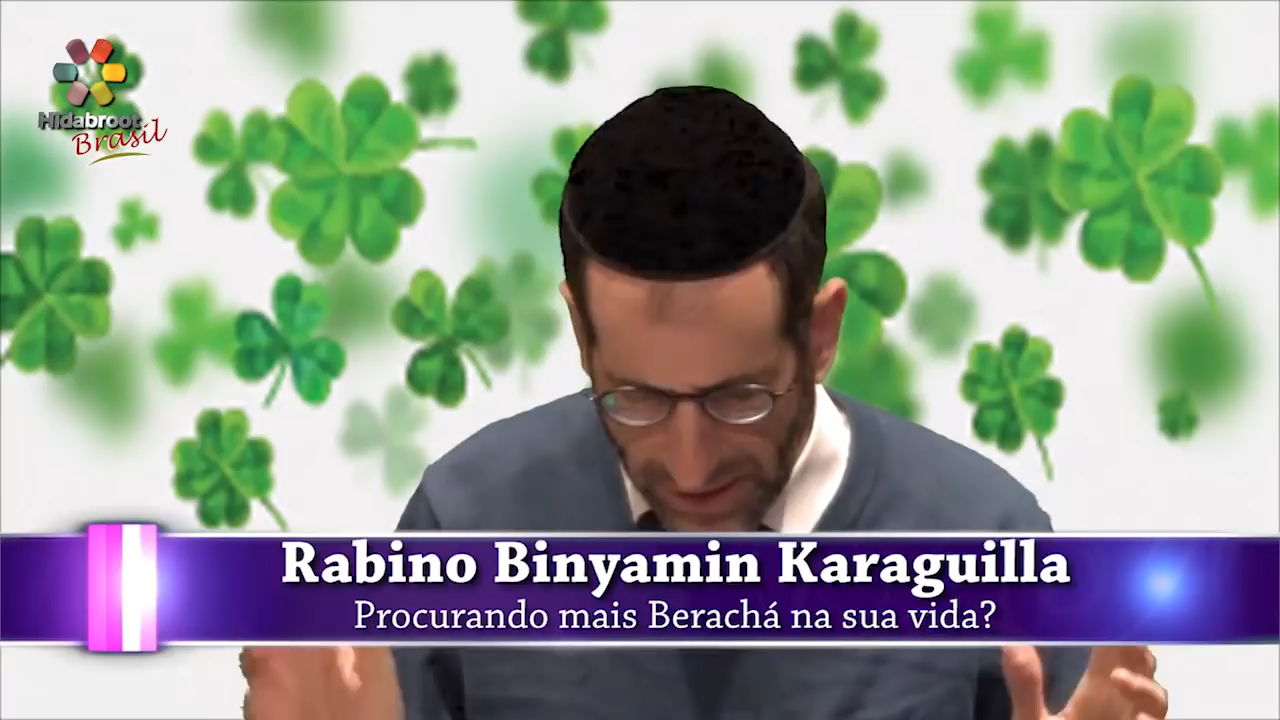 Hidabroot
Brasil
Rabino Binyamin Karaguilla
Procurando mais Berachá na sua vida?